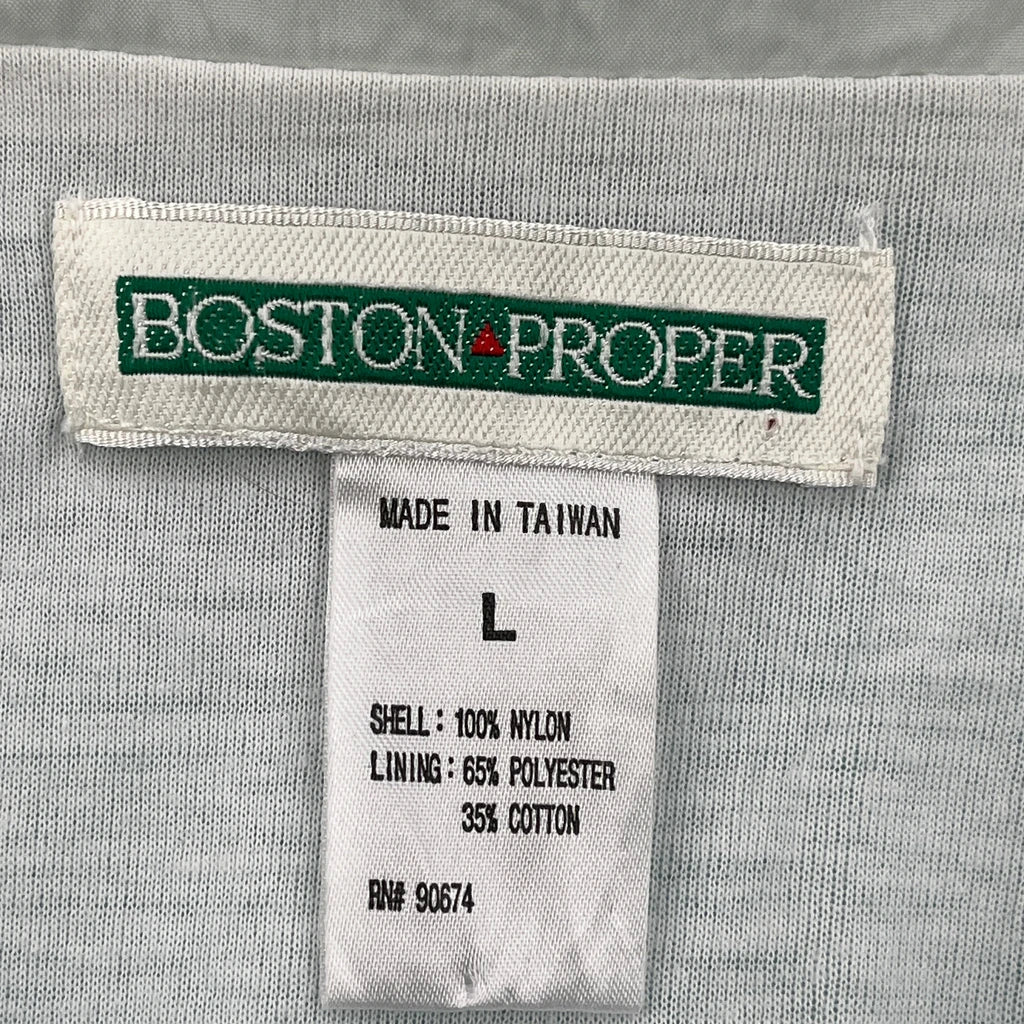 BOSTON PROPER
MADE IN TAIWAN
L
SHELL: 100% NYLON
LINING: 65% POLYESTER
35% COTTON
RN# 90674